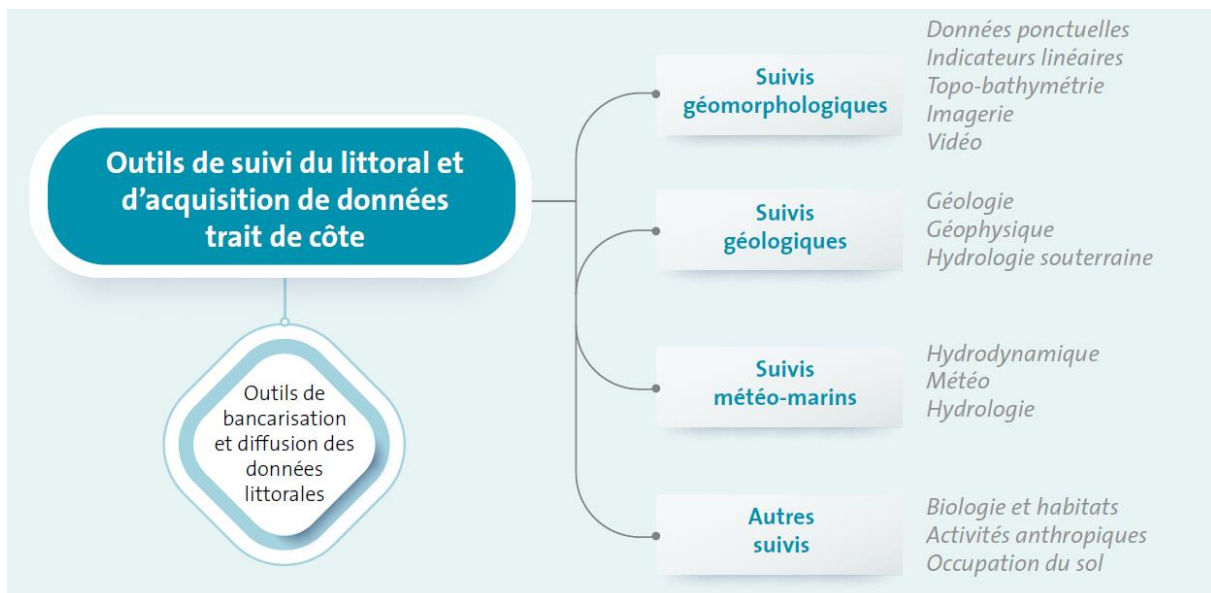 Outils de suivi du littoral et
d'acquisition de données
trait de côte
Outils de
bancarisation
et diffusion des
données
littorales
Suivis
géomorphologiques
Données ponctuelles
Indicateurs linéaires
Topo-bathymétrie
Imagerie
Vidéo
Suivis
géologiques
Géologie
Géophysique
Hydrologie souterraine
Suivis
météo-marins
Hydrodynamique
Météo
Hydrologie
Autres
suivis
Biologie et habitats
Activités anthropiques
Occupation du sol